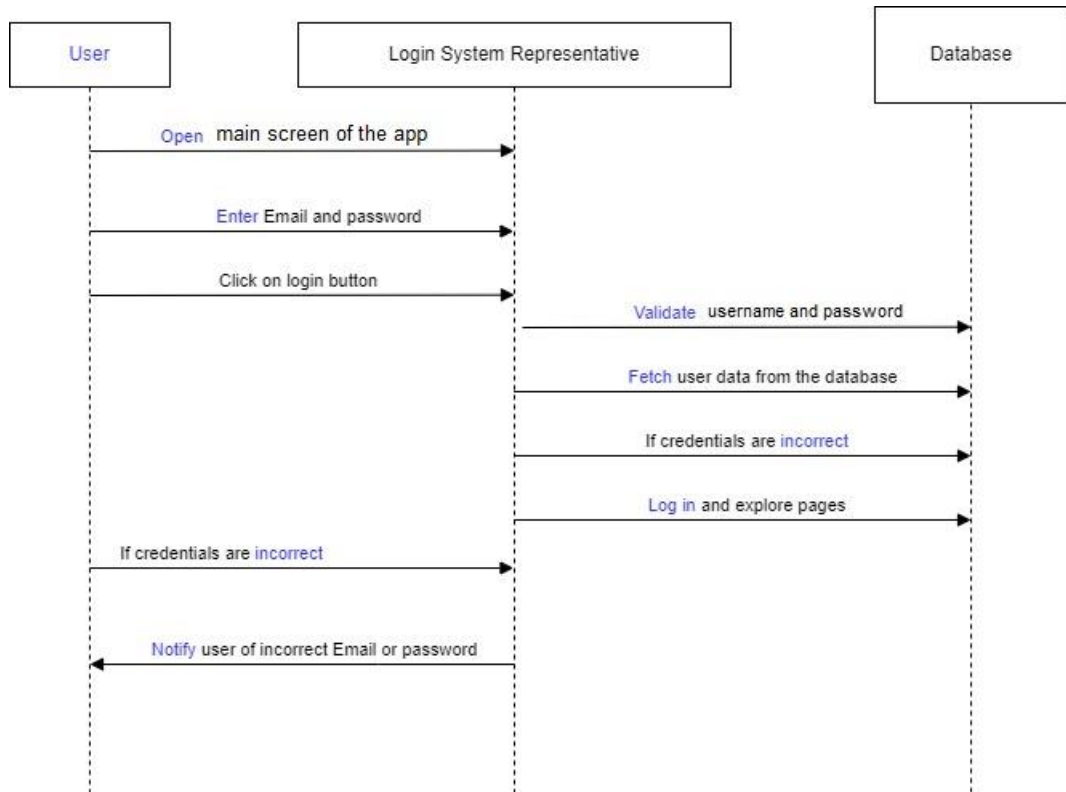 User
Login System Representative
Database
Open main screen of the app
Enter Email and password
Click on login button
Validate username and password
Fetch user data from the database
If credentials are incorrect
Log in and explore pages
If credentials are incorrect
Notify user of incorrect Email or password